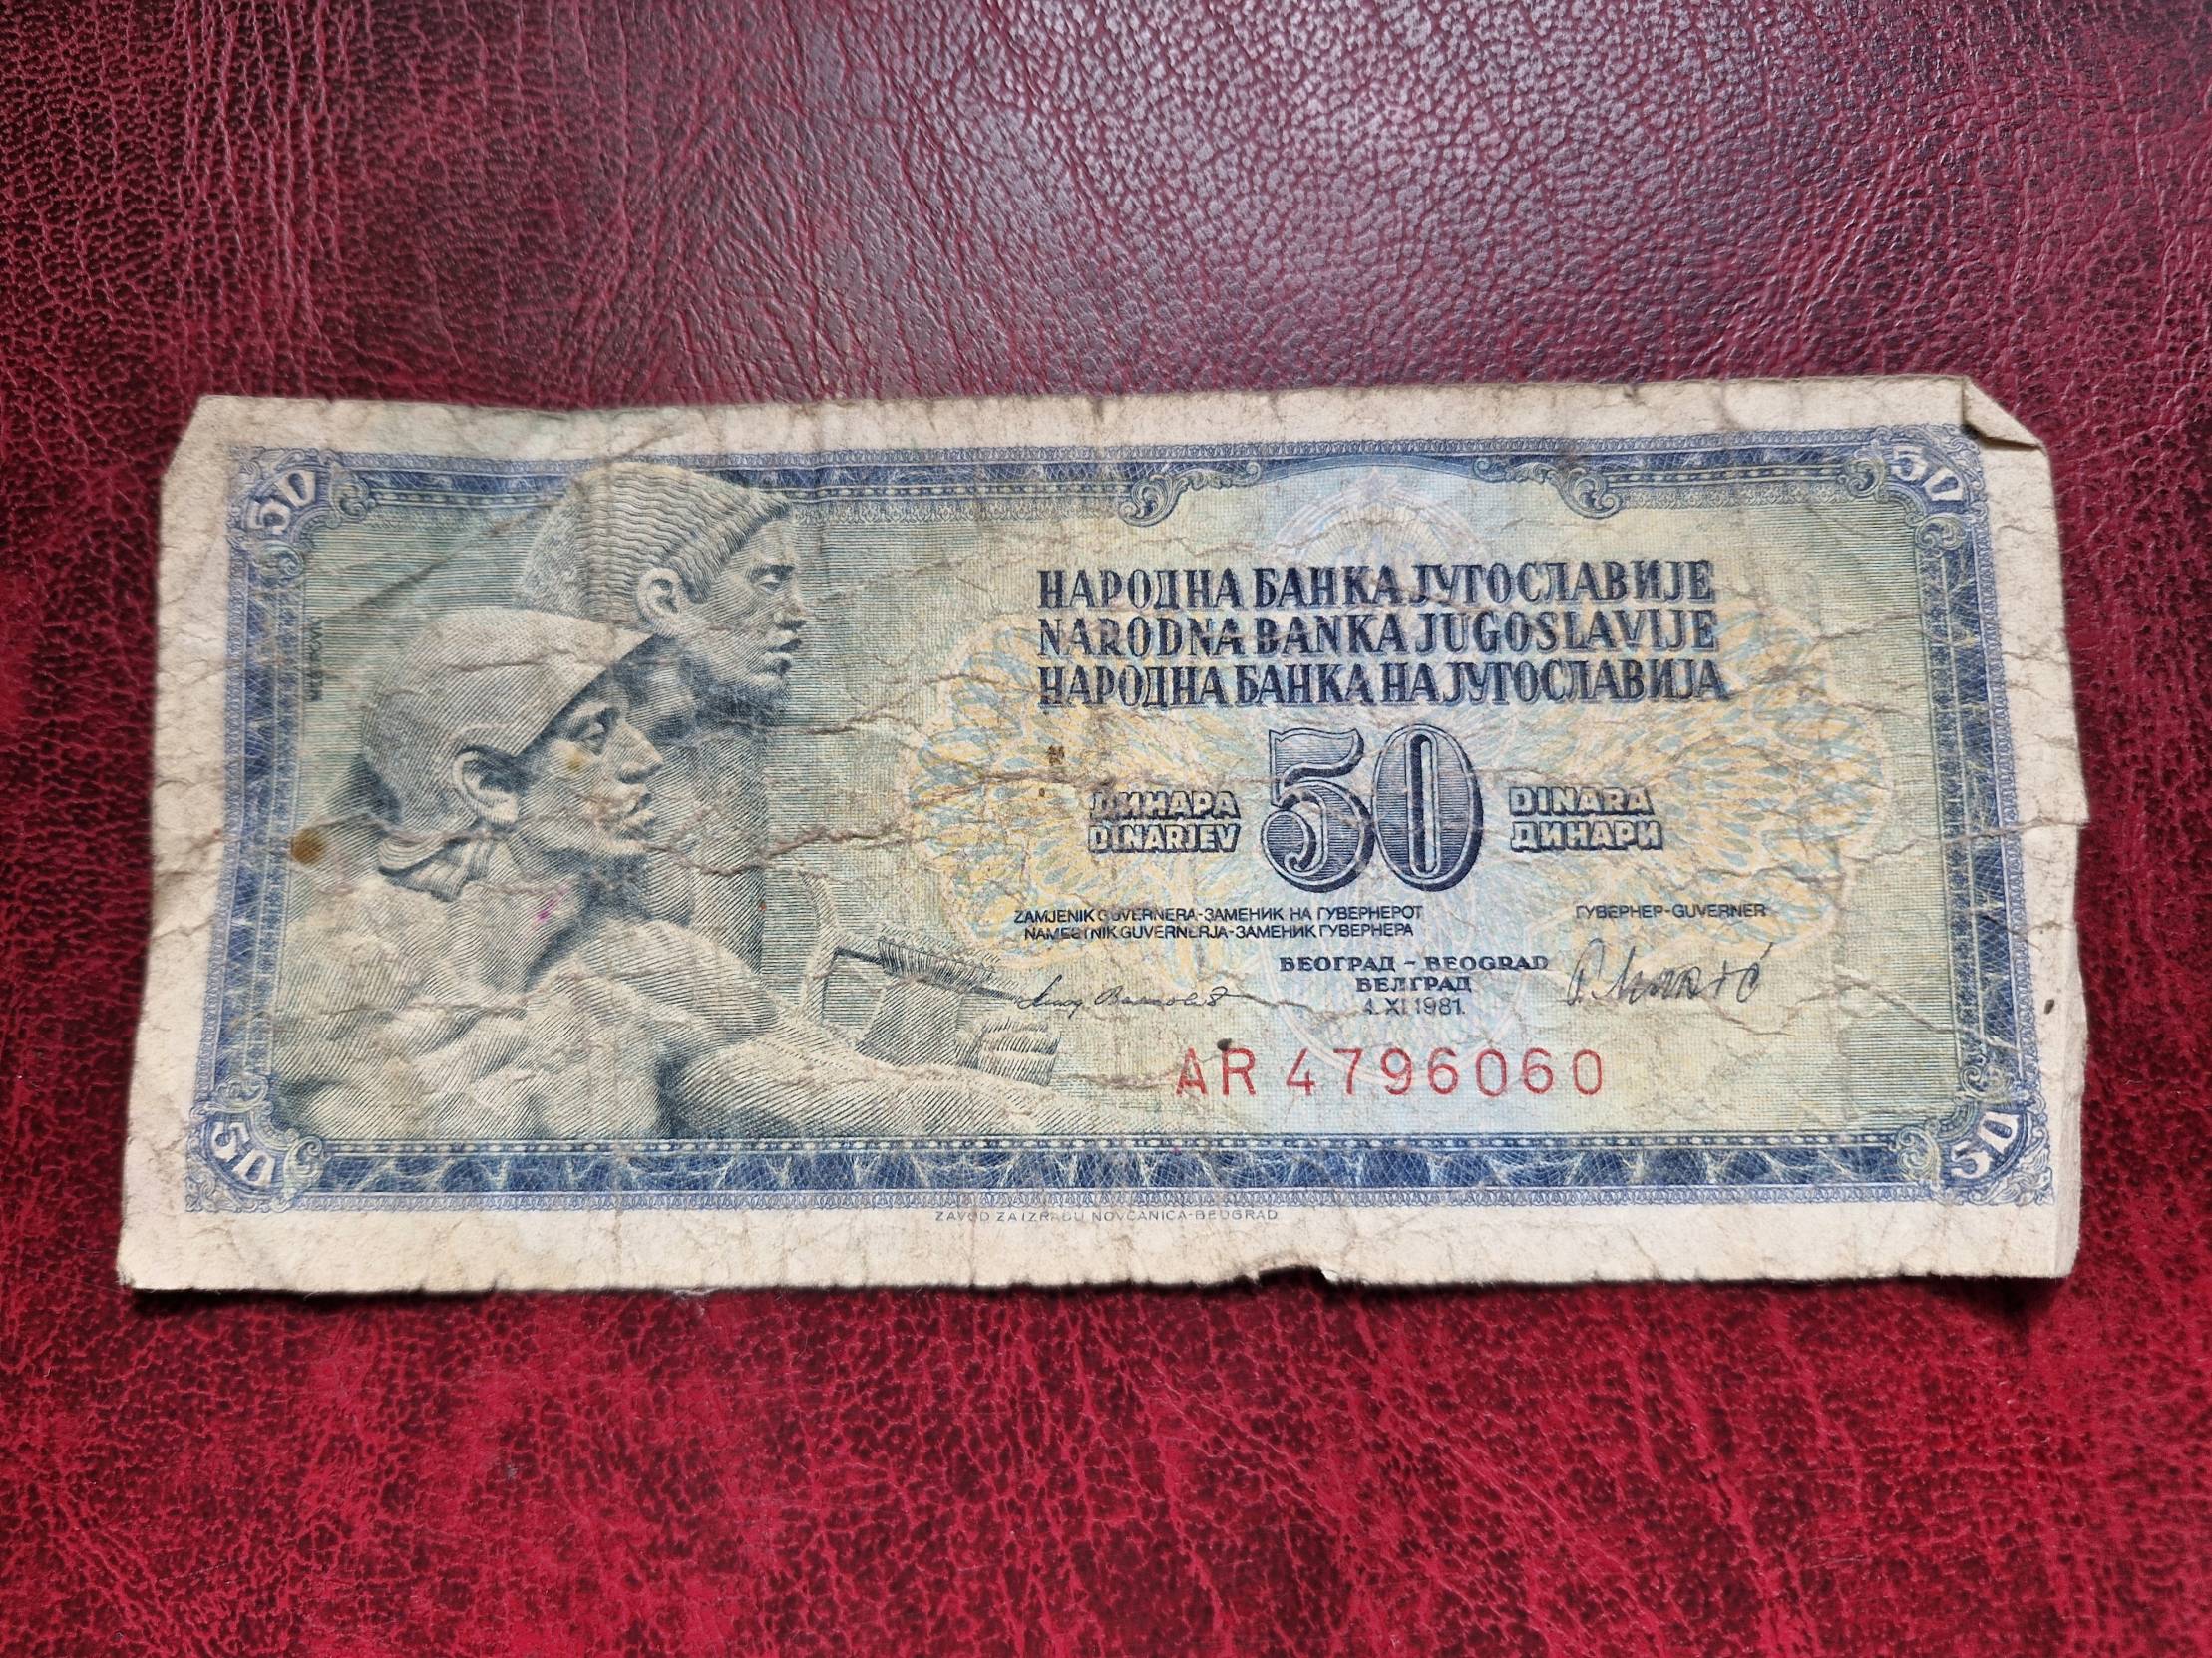 50
50
НАРОДНА БАНКА ЈУГОСЛАВИЈЕ
NARODNA BANKA JUGOSLAVIJE
НАРОДНА БАНКА НА ЈУГОСЛАВИЈА
ДИНАРА
DINARJEV
50
DINARA
ДИНАРИ
ZAMJENIK GUVERNERA-ЗАМЕНИК НА ГУВЕРНЕРОТ
NAMESTNIK GUVERNERJA-ЗАМЕНИК ГУВЕРНЕРА
ГУВЕРНЕР-GUVERNER
БЕОГРАД - BEOGRAD
БЕЛГРАД
4. XI 1981.
AR 4796060
50
50
ZAVOD ZA IZRADU NOVČANICA-BEOGRAD